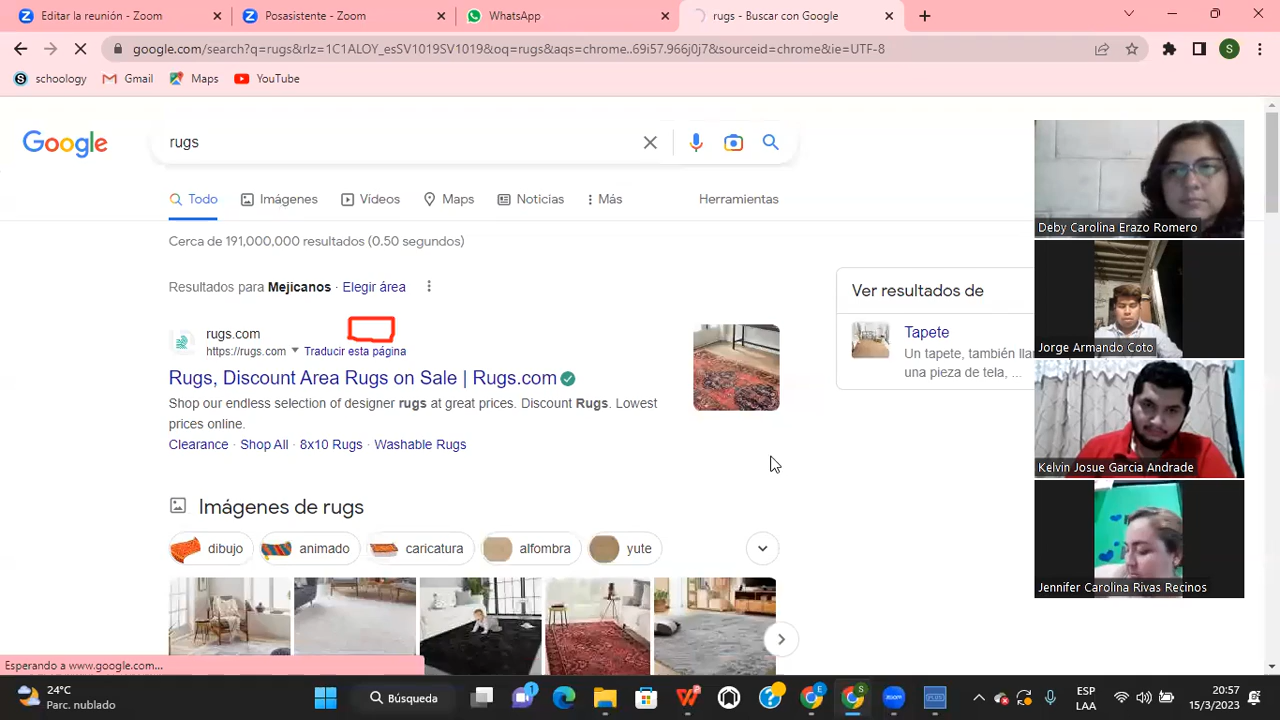 Editar la reunión - Zoom
Posasistente - Zoom
WhatsApp
rugs - Buscar con Google
google.com/search?q=rugs&rlz=1C1ALOY_esSV1019SV1019&oq=rugs&aqs=chrome..69i57.966j0j7&sourceid=chrome&ie=UTF-8
S
schoology
Gmail
Maps
YouTube
Google
rugs
Todo
Imágenes
Vídeos
Maps
Noticias
Más
Herramientas
Cerca de 191,000,000 resultados (0.50 segundos)
Resultados para Mejicanos · Elegir área
rugs.com
https://rugs.com Traducir esta página
Rugs, Discount Area Rugs on Sale | Rugs.com
Shop our endless selection of designer rugs at great prices. Discount Rugs. Lowest
prices online.
Clearance · Shop All · 8x10 Rugs · Washable Rugs
Imágenes de rugs
dibujo
animado
caricatura
alfombra
yute
Ver resultados de
Tapete
Un tapete, también llan
una pieza de tela, ...
Deby Carolina Erazo Romero
Jorge Armando Coto
Kelvin Josue Garcia Andrade
Jennifer Carolina Rivas Recinos
Esperando a www.google.com...
24°C
Parc. nublado
Búsqueda
ESP
LAA
20:57
15/3/2023